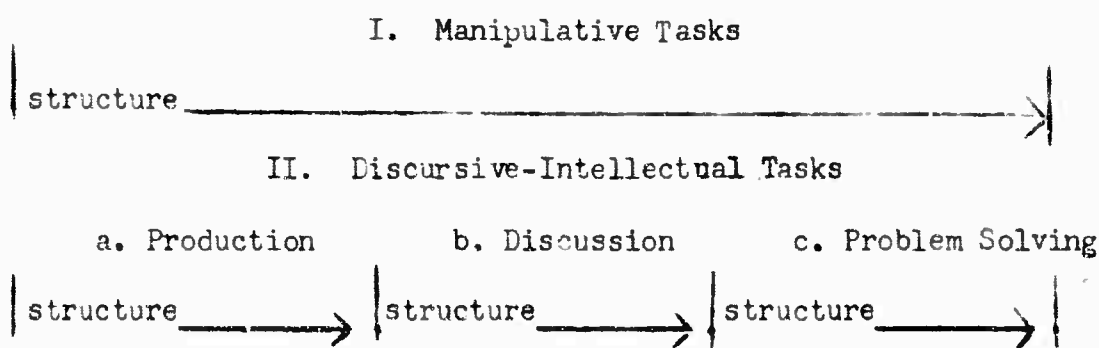 I. Manipulative Tasks
structure
II. Discursive-Intellectual Tasks
a. Production b. Discussion c. Problem Solving
structure structure structure